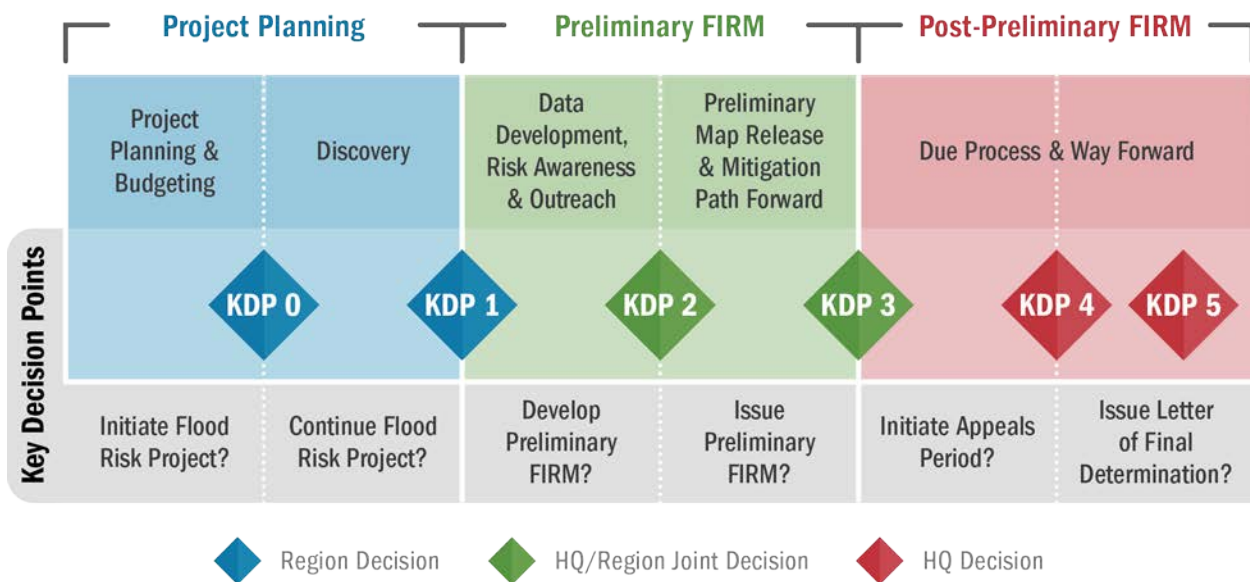 Project Planning
Preliminary FIRM
Post-Preliminary FIRM
Project
Planning &
Budgeting
Discovery
Data
Development,
Risk Awareness
& Outreach
Preliminary
Map Release
& Mitigation
Path Forward
Due Process & Way Forward
Key Decision Points
KDP 0
KDP 1
KDP 2
KDP 3
KDP 4
KDP 5
Initiate Flood
Risk Project?
Continue Flood
Risk Project?
Develop
Preliminary
FIRM?
Issue
Preliminary
FIRM?
Initiate Appeals
Period?
Issue Letter
of Final
Determination?
Region Decision
HQ/Region Joint Decision
HQ Decision